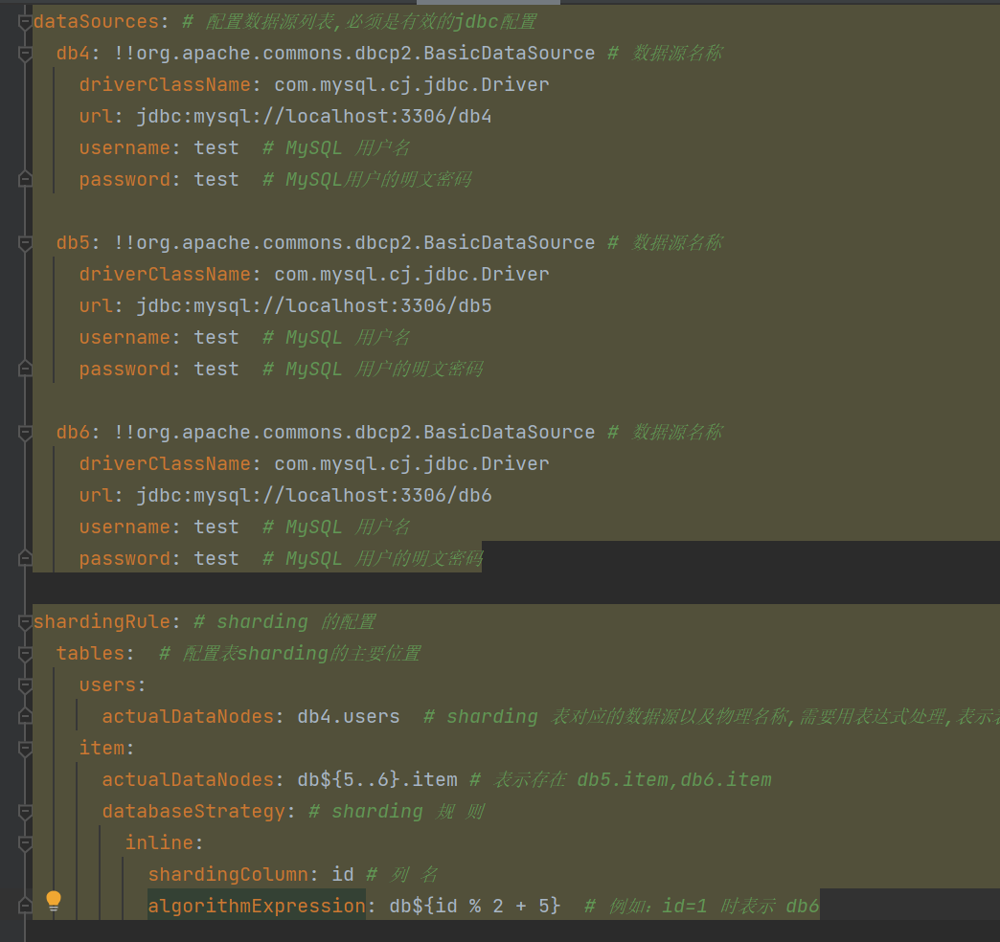 dataSources: # 配置数据源列表,必须是有效的jdbc配置
  db4: !!org.apache.commons.dbcp2.BasicDataSource # 数据源名称
    driverClassName: com.mysql.cj.jdbc.Driver
    url: jdbc:mysql://localhost:3306/db4
    username: test  # MySQL 用户名
    password: test  # MySQL用户的明文密码
  db5: !!org.apache.commons.dbcp2.BasicDataSource # 数据源名称
    driverClassName: com.mysql.cj.jdbc.Driver
    url: jdbc:mysql://localhost:3306/db5
    username: test  # MySQL 用户名
    password: test  # MySQL 用户的明文密码
  db6: !!org.apache.commons.dbcp2.BasicDataSource # 数据源名称
    driverClassName: com.mysql.cj.jdbc.Driver
    url: jdbc:mysql://localhost:3306/db6
    username: test  # MySQL 用户名
    password: test  # MySQL 用户的明文密码
shardingRule: # sharding 的配置
  tables:  # 配置表sharding的主要位置
    users:
      actualDataNodes: db4.users  # sharding 表对应的数据源以及物理名称,需要用表达式处理,表示
    item:
      actualDataNodes: db${5..6}.item # 表示存在 db5.item,db6.item
      databaseStrategy: # sharding 规 则
        inline:
          shardingColumn: id # 列 名
          algorithmExpression: db${id % 2 + 5}  # 例如：id=1 时表示 db6